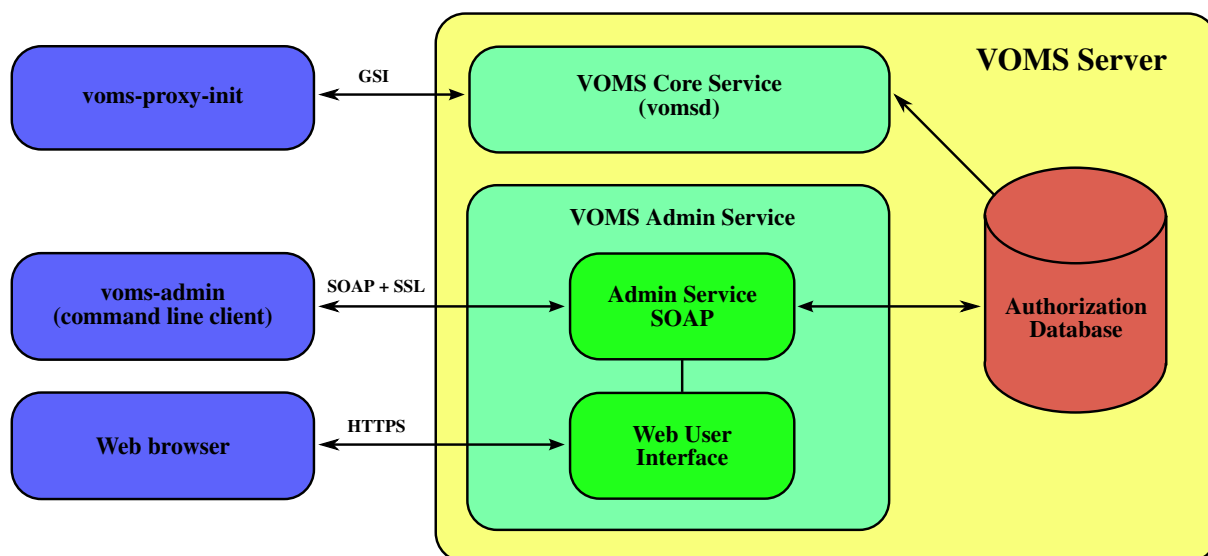 VOMS Server
voms-proxy-init
GSI
VOMS Core Service
(vomsd)
VOMS Admin Service
voms-admin
(command line client)
SOAP + SSL
Admin Service
SOAP
Authorization
Database
Web browser
HTTPS
Web User
Interface